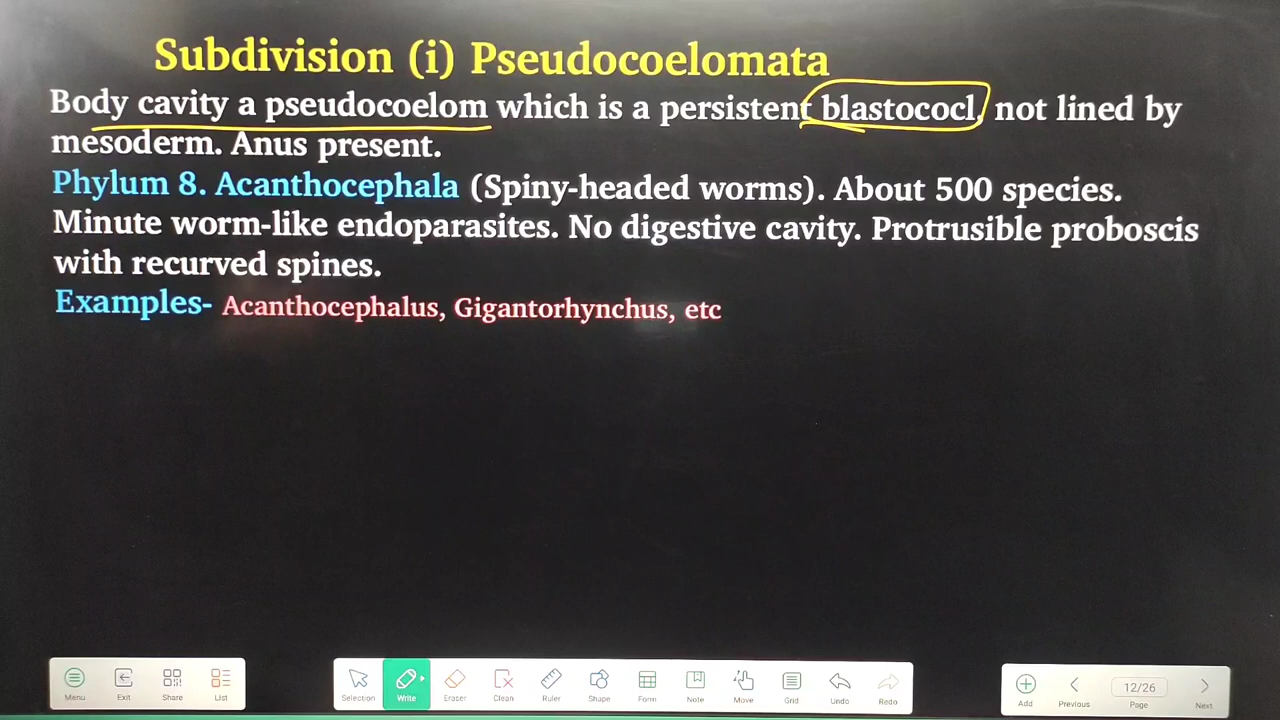 Subdivision (i) Pseudocoelomata
Body cavity a pseudocoelom which is a persistent blastococl, not lined by
mesoderm. Anus present.
Phylum 8. Acanthocephala (Spiny-headed worms). About 500 species.
Minute worm-like endoparasites. No digestive cavity. Protrusible proboscis
with recurved spines.
Examples- Acanthocephalus, Gigantorhynchus, etc
Menu Exit Share List Selection Write Eraser Clean Ruler Shape Form Note Move Grid Undo Redo Add Previous 12/26 Page Next